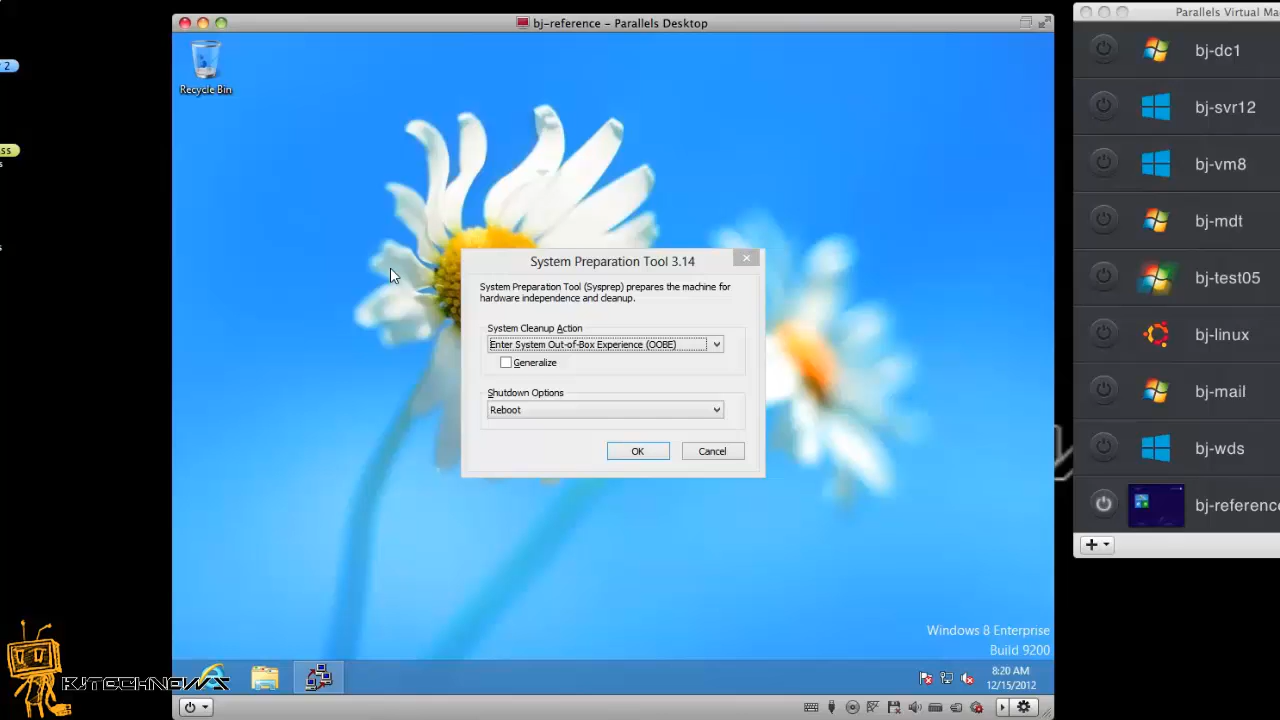 bj-reference – Parallels Desktop
Parallels Virtual Ma
2
Recycle Bin
bj-dc1
bj-svr12
bj-vm8
ss
s
bj-mdt
System Preparation Tool 3.14
System Preparation Tool (Sysprep) prepares the machine for
hardware independence and cleanup.
bj-test05
System Cleanup Action
Enter System Out-of-Box Experience (OOBE)
Generalize
bj-linux
Shutdown Options
Reboot
bj-mail
OK
Cancel
bj-wds
bj-reference
Windows 8 Enterprise
Build 9200
8:20 AM
12/15/2012
BJTECHNEWS